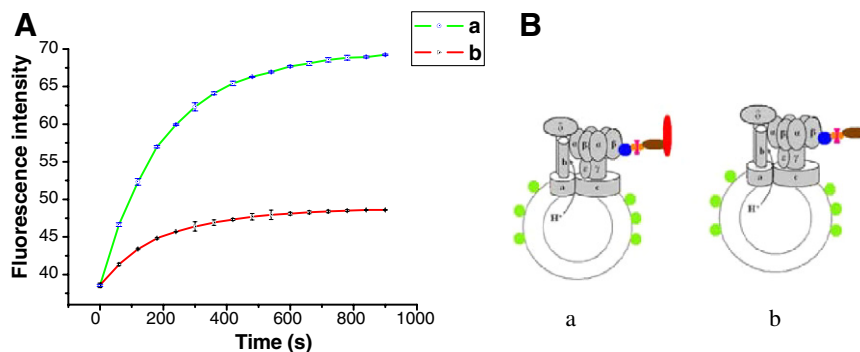 A
B
a
b
Fluorescence intensity
70
65
60
55
50
45
40
0
200
400
600
800
1000
Time (s)
δ
α β α β
b
ε γ
a c
H⁺
a
δ
α β α β
b
ε γ
a c
H⁺
b